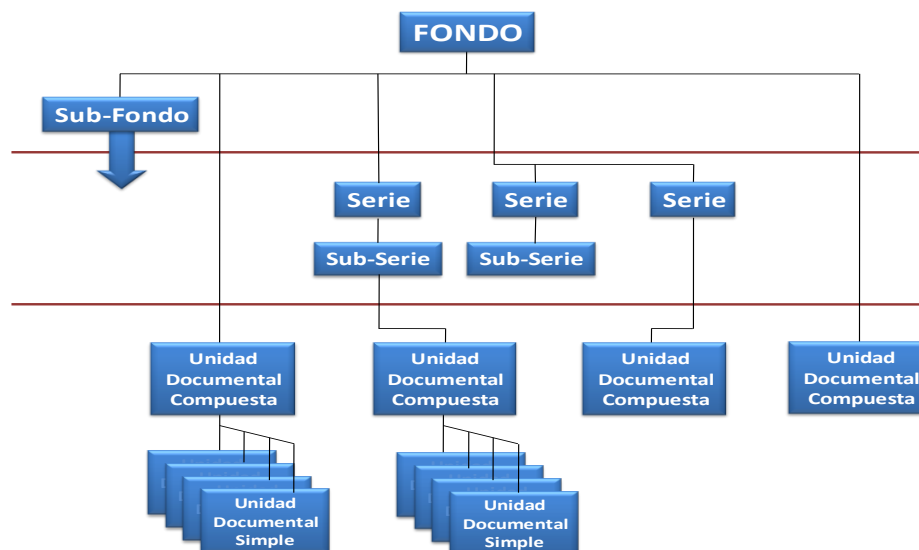 FONDO
Sub-Fondo
Serie
Serie
Serie
Sub-Serie
Sub-Serie
Unidad
Documental
Compuesta
Unidad
Documental
Compuesta
Unidad
Documental
Compuesta
Unidad
Documental
Compuesta
Unidad
Documental
Simple
Unidad
Documental
Simple